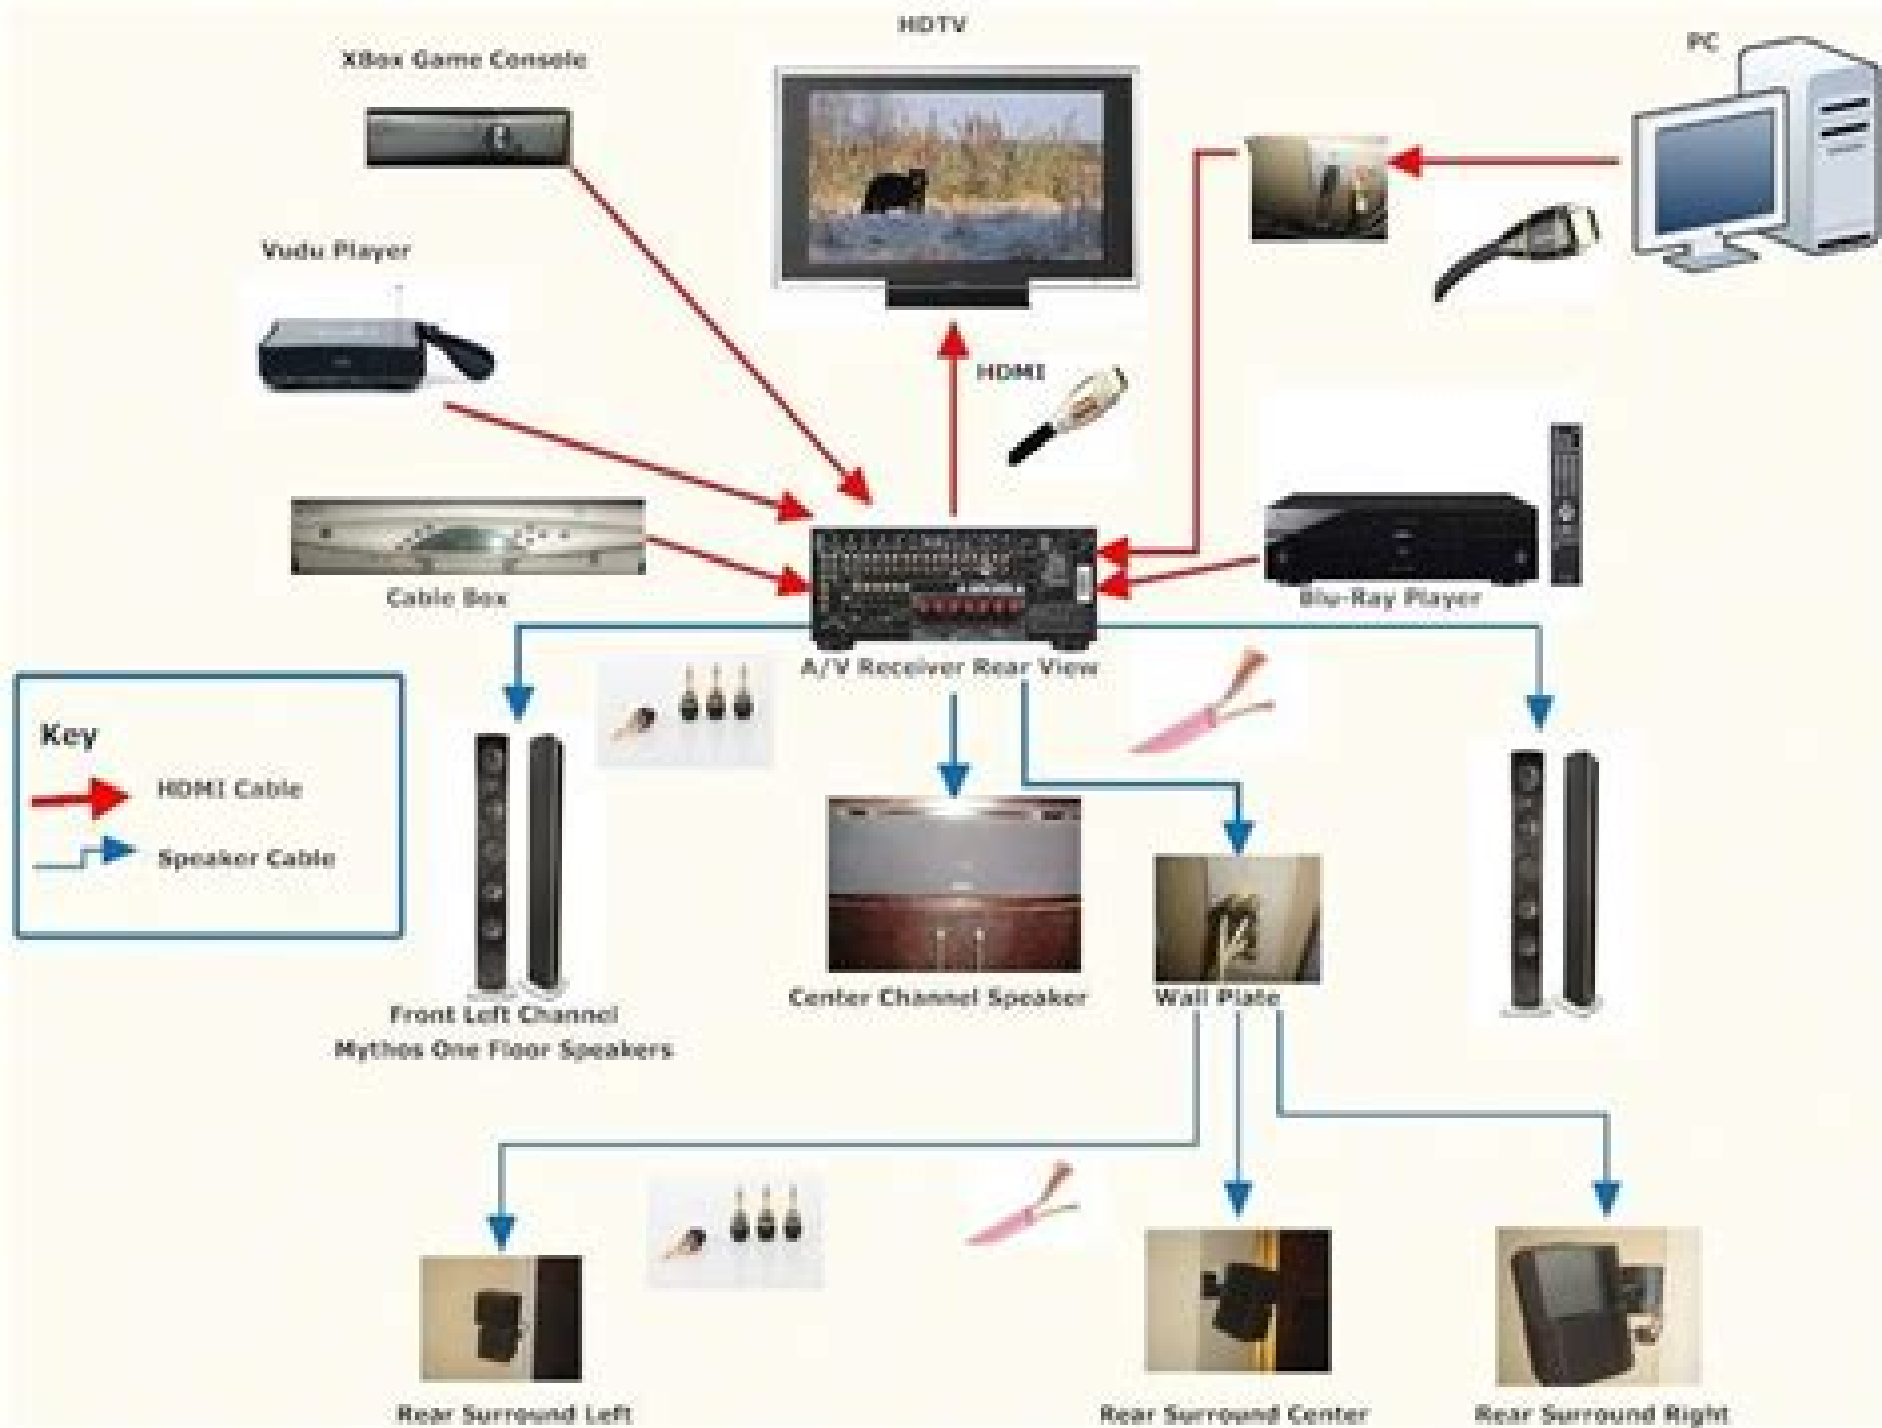 HDTV
PC
XBox Game Console
Vudu Player
HDMI
Cable Box
Blu-Ray Player
A/V Receiver Rear View
Key
HDMI Cable
Speaker Cable
Center Channel Speaker
Wall Plate
Front Left Channel
Mythos One Floor Speakers
Rear Surround Left
Rear Surround Center
Rear Surround Right